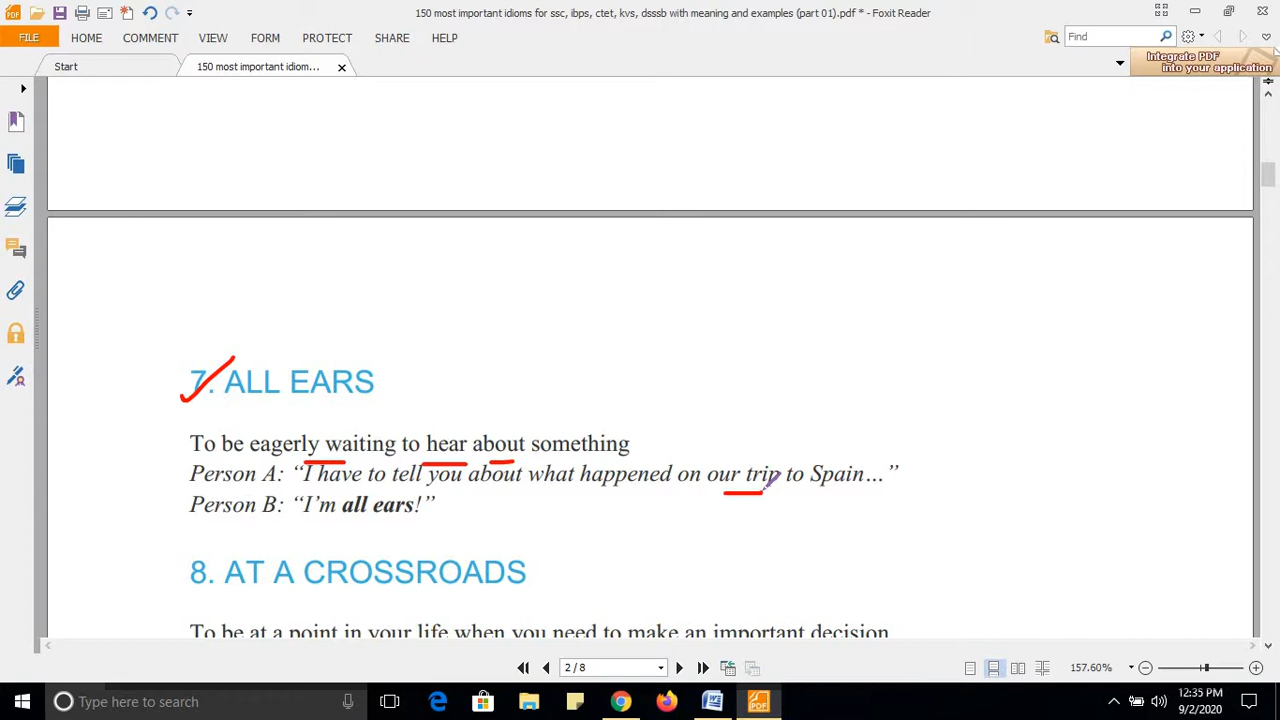 150 most important idioms for ssc, ibps, ctet, kvs, dsssb with meaning and exmples (part 01).pdf * - Foxit Reader
FILE HOME COMMENT VIEW FORM PROTECT SHARE HELP Find
Start 150 most important idiom... Integrate PDF
into your application
7. ALL EARS
To be eagerly waiting to hear about something
Person A: “I have to tell you about what happened on our trip to Spain…”
Person B: “I’m all ears!”
8. AT A CROSSROADS
To be at a point in your life when you need to make an important decision
2 / 8 157.60%
Type here to search 12:35 PM
9/2/2020